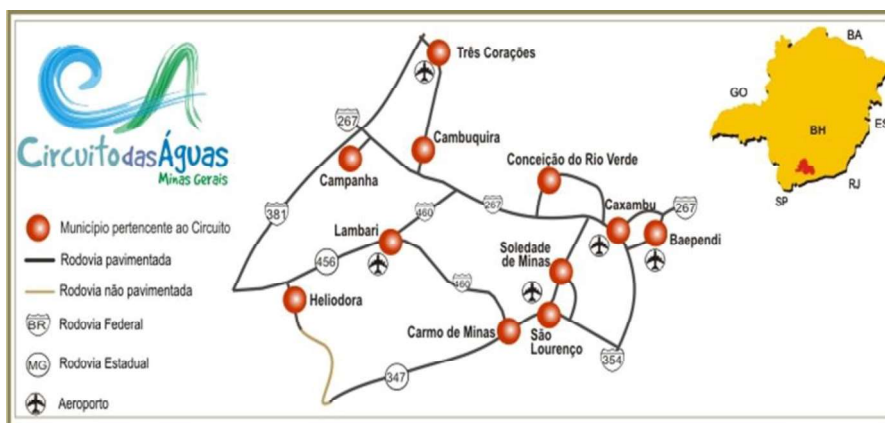 Circuito das Águas
Minas Gerais
Município pertencente ao Circuito
Rodovia pavimentada
Rodovia não pavimentada
BR
Rodovia Federal
MG
Rodovia Estadual
Aeroporto
Três Corações
267
Cambuquira
Campanha
Conceição do Rio Verde
381
Lambari
460
267
Caxambu
267
456
Soledade
de Minas
Baependi
Heliodora
460
Carmo de Minas
São
Lourenço
354
347
BA
GO
BH
ES
SP
RJ